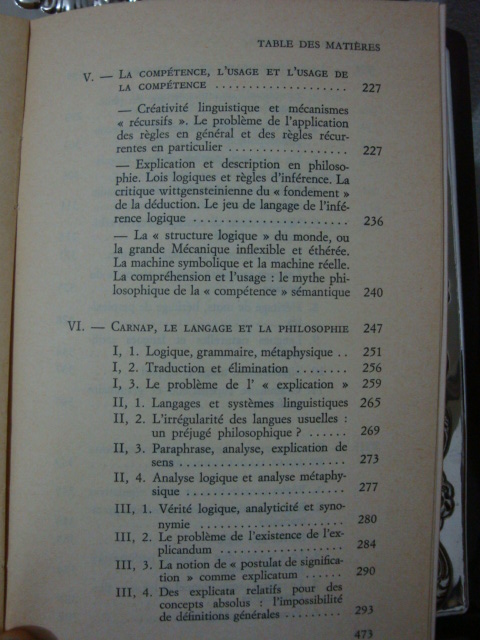 TABLE DES MATIÈRES
V. — LA COMPÉTENCE, L'USAGE ET L'USAGE DE
LA COMPÉTENCE .................... 227
— Créativité linguistique et mécanismes
« récursifs ». Le problème de l'application
des règles en général et des règles récur-
rentes en particulier .................. 227
— Explication et description en philoso-
phie. Lois logiques et règles d'inférence. La
critique wittgensteinienne du « fondement »
de la déduction. Le jeu de langage de l'infé-
rence logique ........................ 236
— La « structure logique » du monde, ou
la grande Mécanique inflexible et éthérée.
La machine symbolique et la machine réelle.
La compréhension et l'usage : le mythe phi-
losophique de la « compétence » sémantique 240
VI. — CARNAP, LE LANGAGE ET LA PHILOSOPHIE 247
I, 1. Logique, grammaire, métaphysique .. 251
I, 2. Traduction et élimination ........ 256
I, 3. Le problème de l' « explication » 259
II, 1. Langages et systèmes linguistiques 265
II, 2. L'irrégularité des langues usuelles :
un préjugé philosophique ? ...... 269
II, 3. Paraphrase, analyse, explication de
sens ......................... 273
II, 4. Analyse logique et analyse métaphy-
sique ........................ 277
III, 1. Vérité logique, analyticité et syno-
nymie ...................... 280
III, 2. Le problème de l'existence de l'ex-
plicandum .................... 284
III, 3. La notion de « postulat de significa-
tion » comme explicatum ...... 290
III, 4. Des explicata relatifs pour des
concepts absolus : l'impossibilité
de définitions générales ......... 293
473